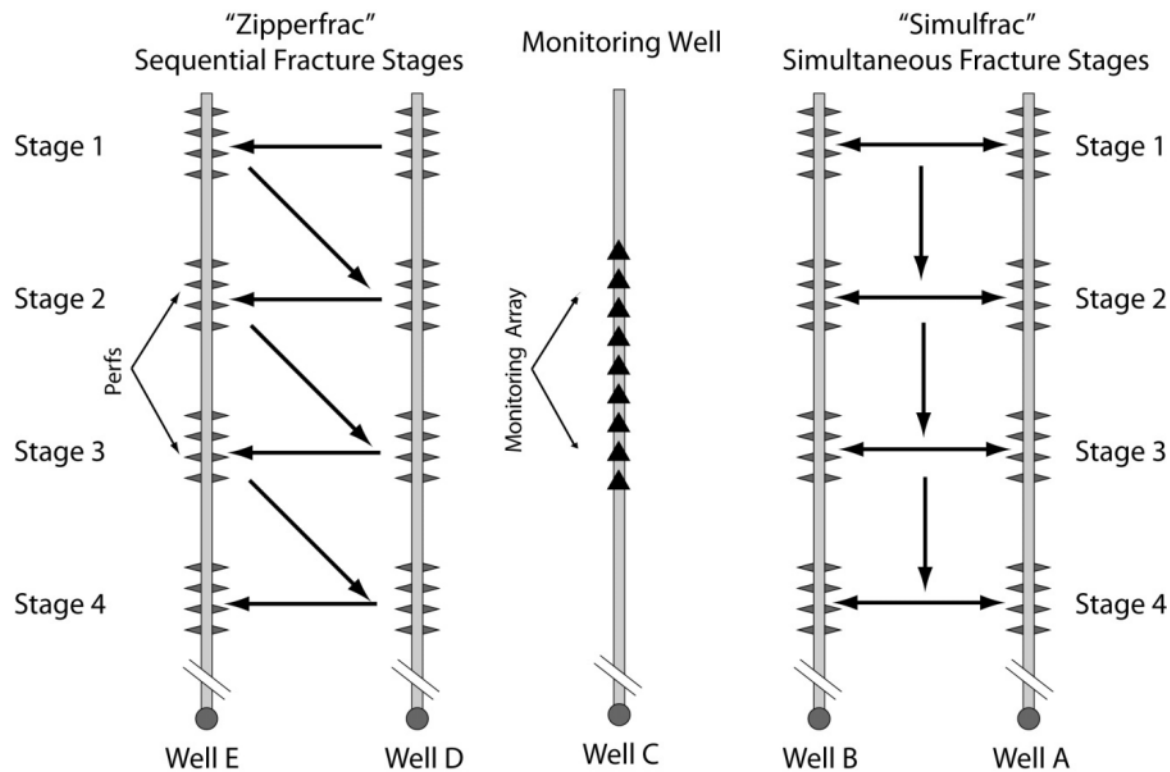 “Zipperfrac”
Sequential Fracture Stages
Monitoring Well
“Simulfrac”
Simultaneous Fracture Stages
Stage 1
Stage 1
Stage 2
Stage 2
Perfs
Monitoring Array
Stage 3
Stage 3
Stage 4
Stage 4
Well E
Well D
Well C
Well B
Well A